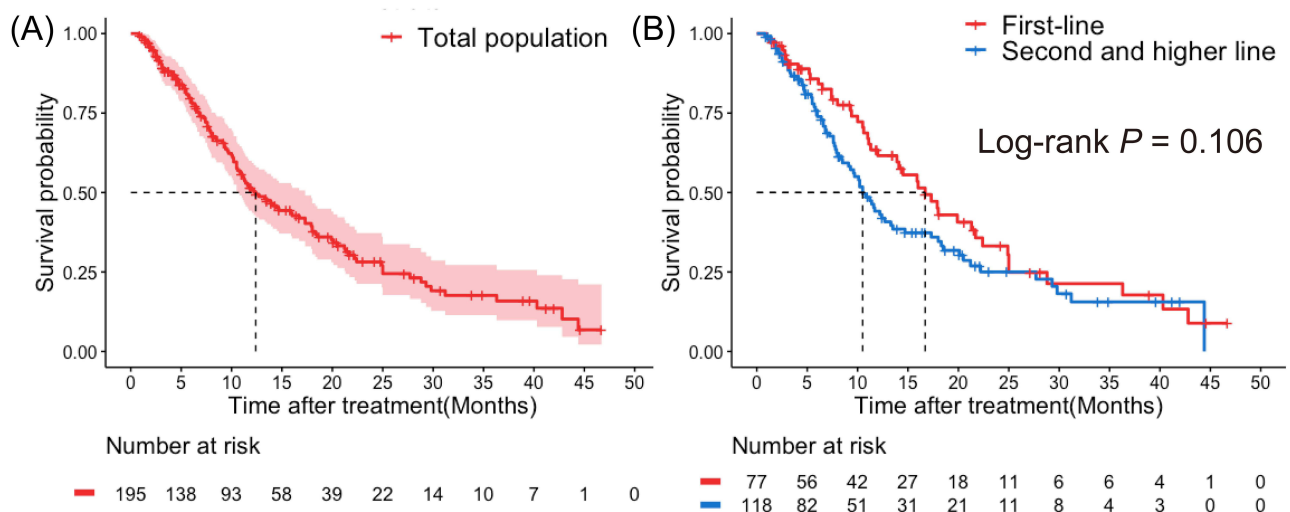 (A)
Total population
Survival probability
1.00
0.75
0.50
0.25
0.00
0 5 10 15 20 25 30 35 40 45 50
Time after treatment(Months)
Number at risk
195 138 93 58 39 22 14 10 7 1 0
(B)
First-line
Second and higher line
Log-rank P = 0.106
Survival probability
1.00
0.75
0.50
0.25
0.00
0 5 10 15 20 25 30 35 40 45 50
Time after treatment(Months)
Number at risk
77 56 42 27 18 11 6 6 4 1 0
118 82 51 31 21 11 8 4 3 0 0